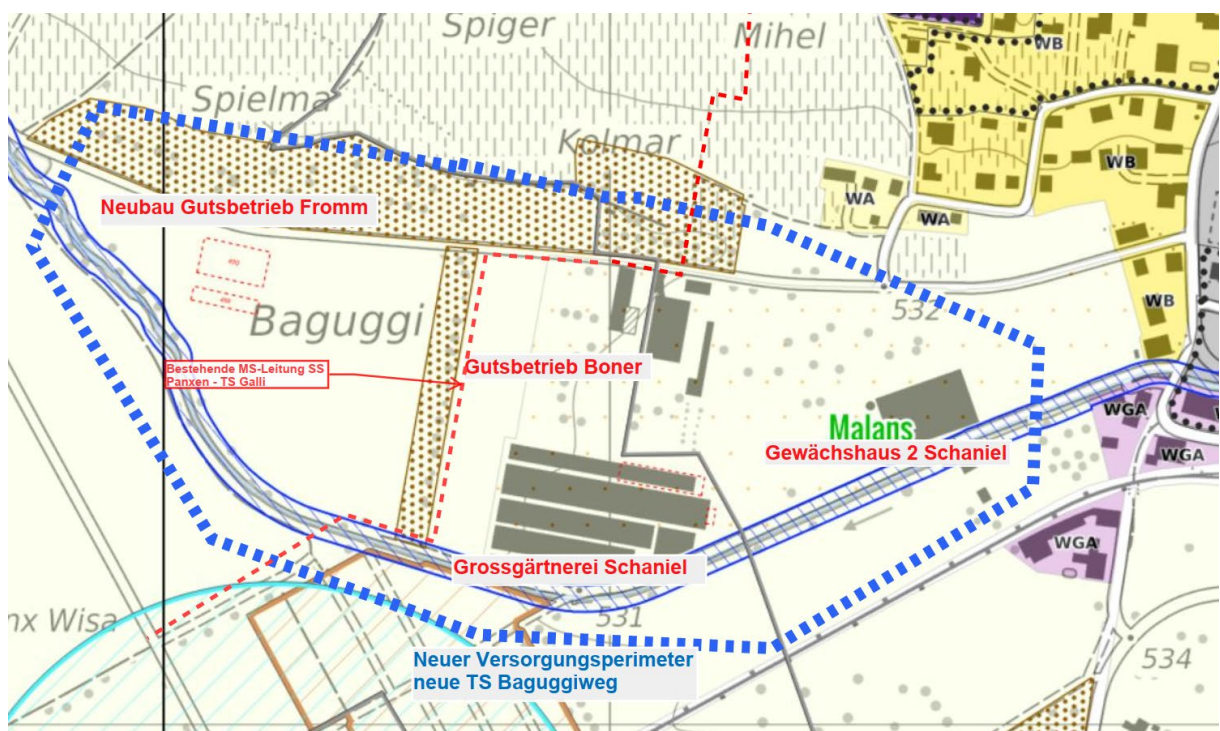 Spiger
Mihel
WB
Spielma
Kolmar
WB
WA
WA
Neubau Gutsbetrieb Fromm
WB
532
Baguggi
Bestehende MS-Leitung SS
Panxen - TS Galli
Gutsbetrieb Boner
WGA
Malans
Gewächshaus 2 Schaniel
WGA
WGA
Grossgärtnerei Schaniel
nx Wisa
531
Neuer Versorgungsperimeter
neue TS Baguggiweg
534